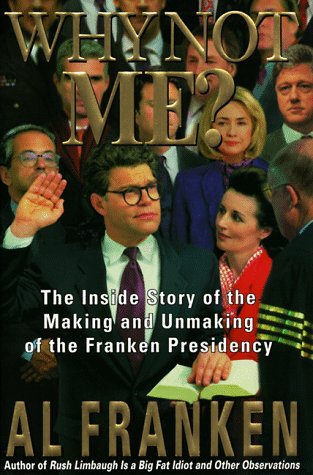 WHY NOT
ME?
The Inside Story of the
Making and Unmaking
of the Franken Presidency
AL FRANKEN
Author of Rush Limbaugh Is a Big Fat Idiot and Other Observations